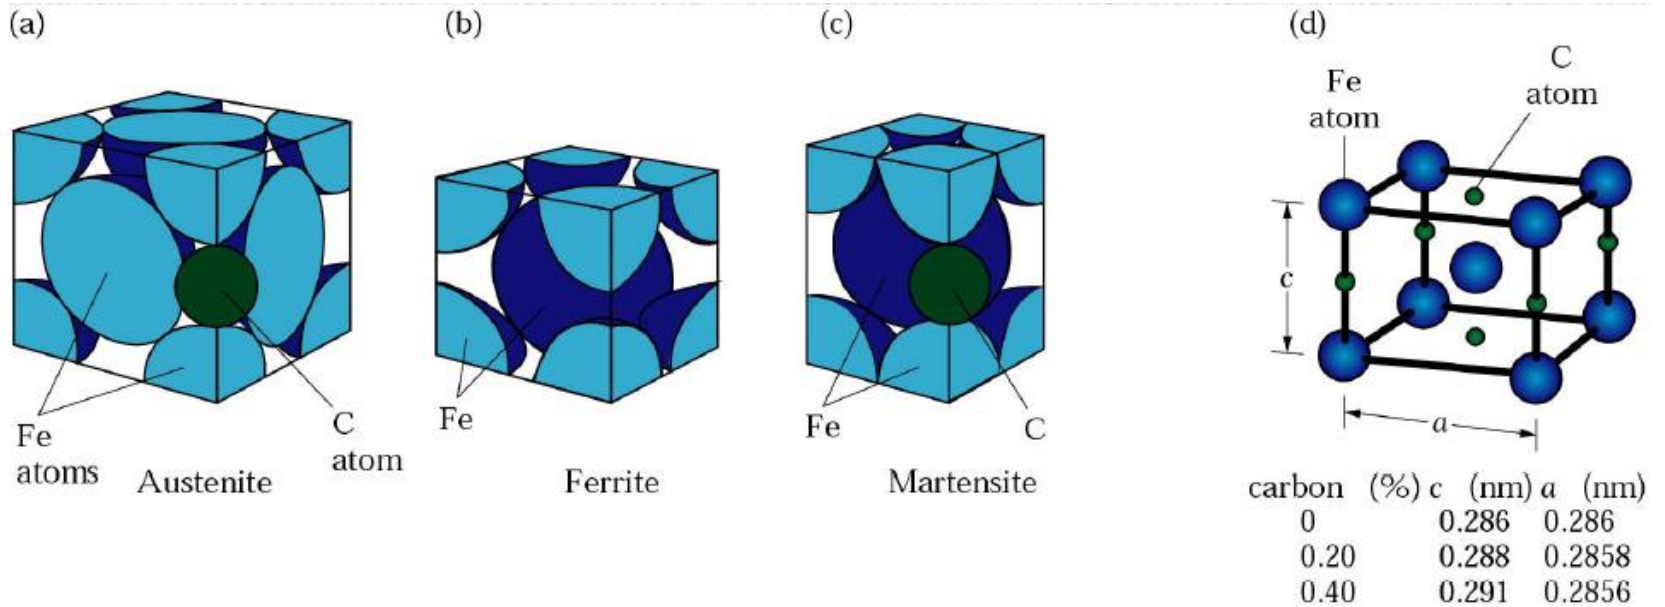 (a)
(b)
(c)
(d)
Fe
atoms
C
atom
Austenite
Fe
Ferrite
Fe
C
Martensite
Fe
atom
C
atom
c
a
carbon (%) c (nm) a (nm)
0 0.286 0.286
0.20 0.288 0.2858
0.40 0.291 0.2856